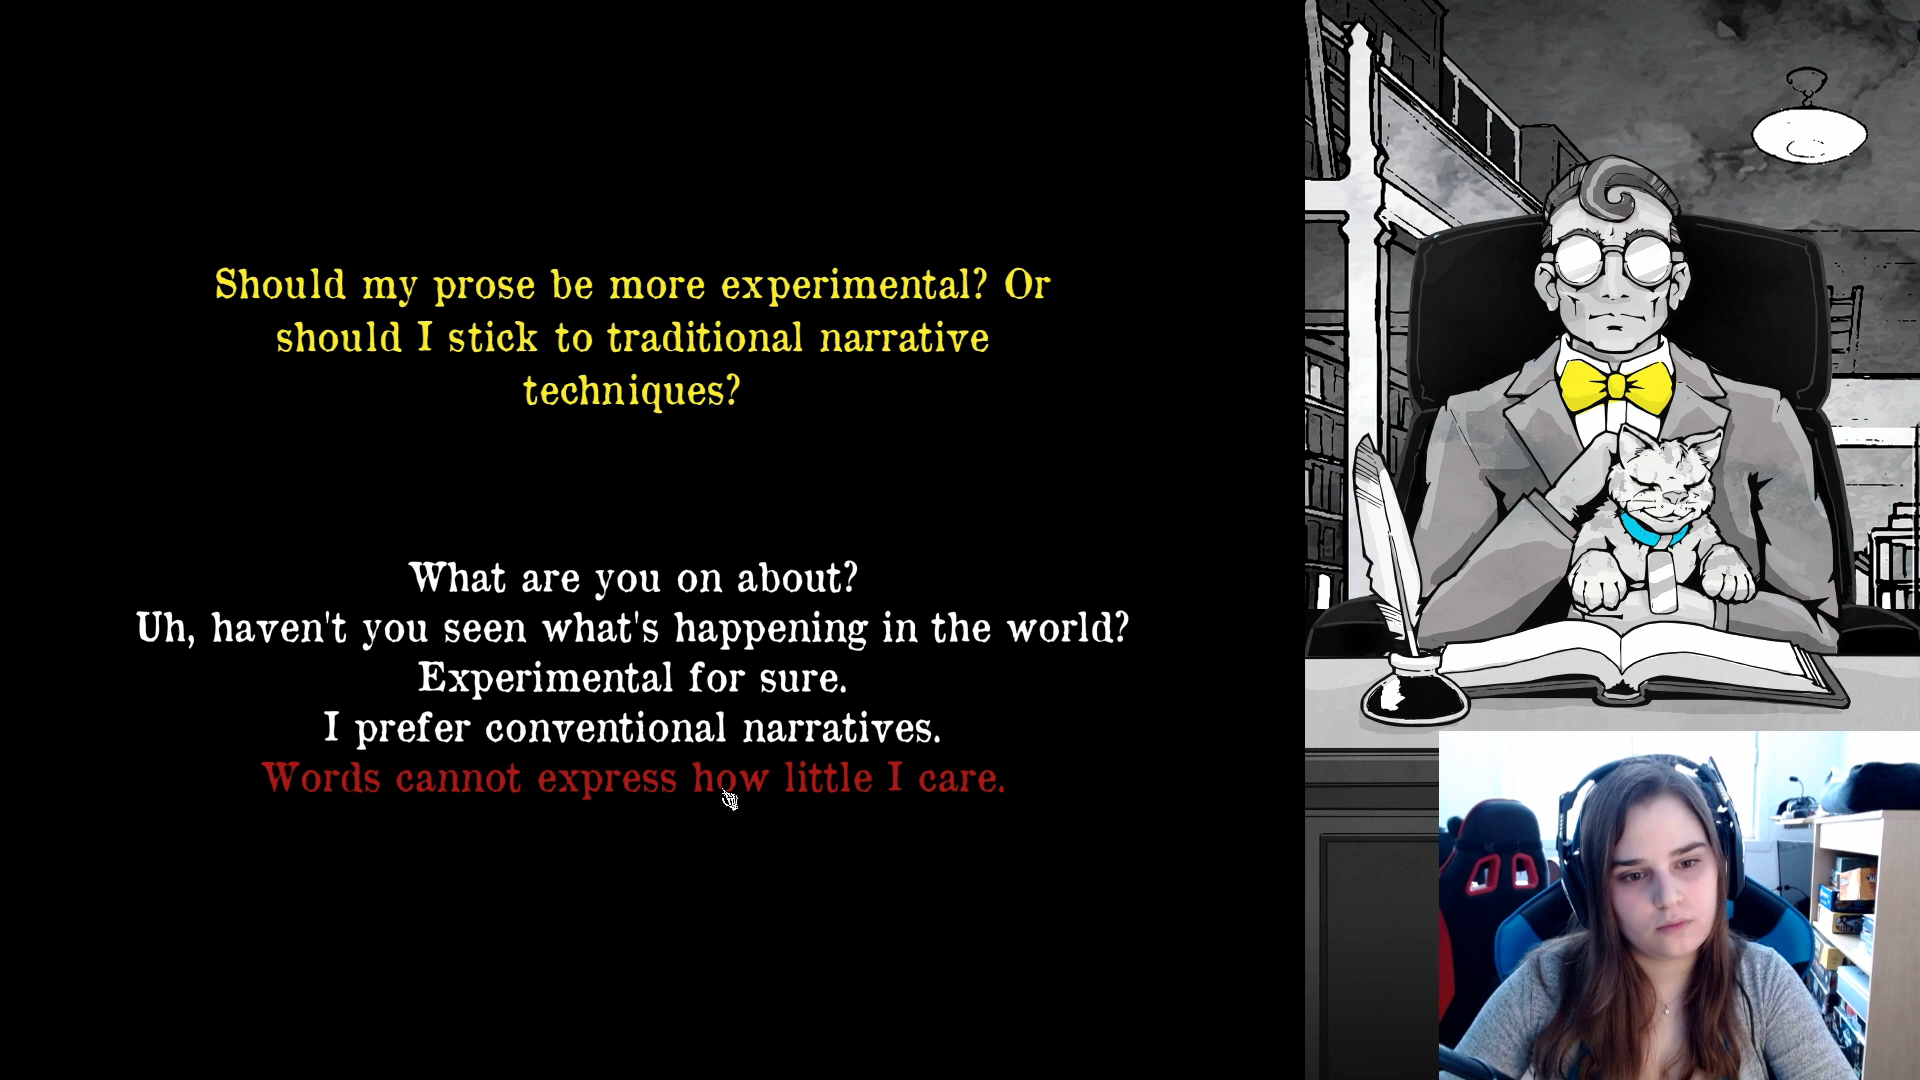 Should my prose be more experimental? Or
should I stick to traditional narrative
techniques?
What are you on about?
Uh, haven't you seen what's happening in the world?
Experimental for sure.
I prefer conventional narratives.
Words cannot express how little I care.